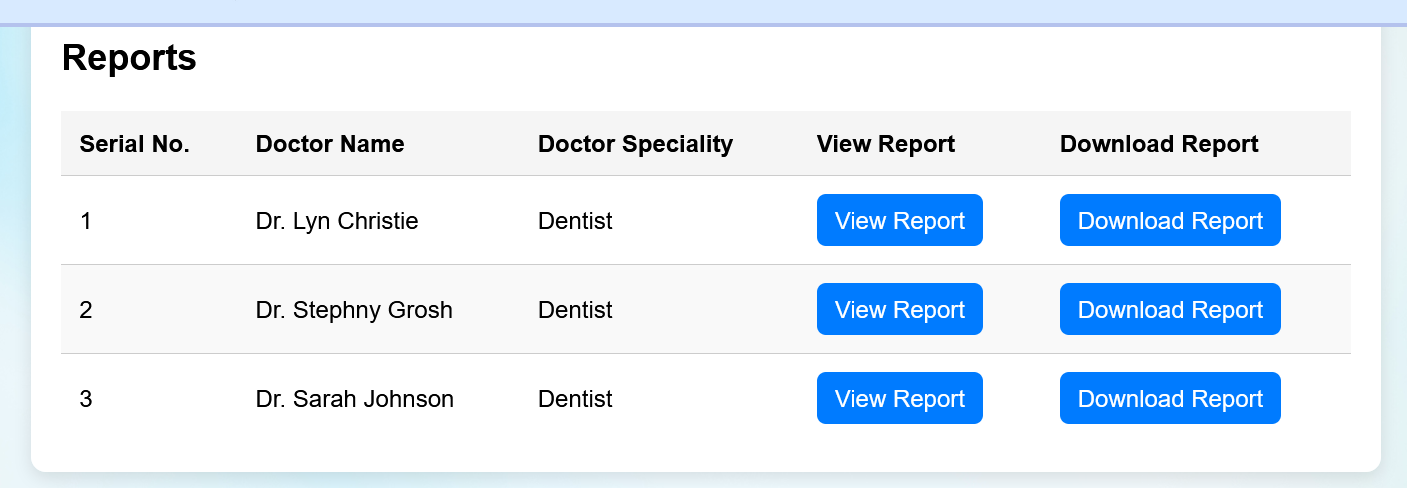 Reports
Serial No. Doctor Name Doctor Speciality View Report Download Report
1 Dr. Lyn Christie Dentist View Report Download Report
2 Dr. Stephny Grosh Dentist View Report Download Report
3 Dr. Sarah Johnson Dentist View Report Download Report